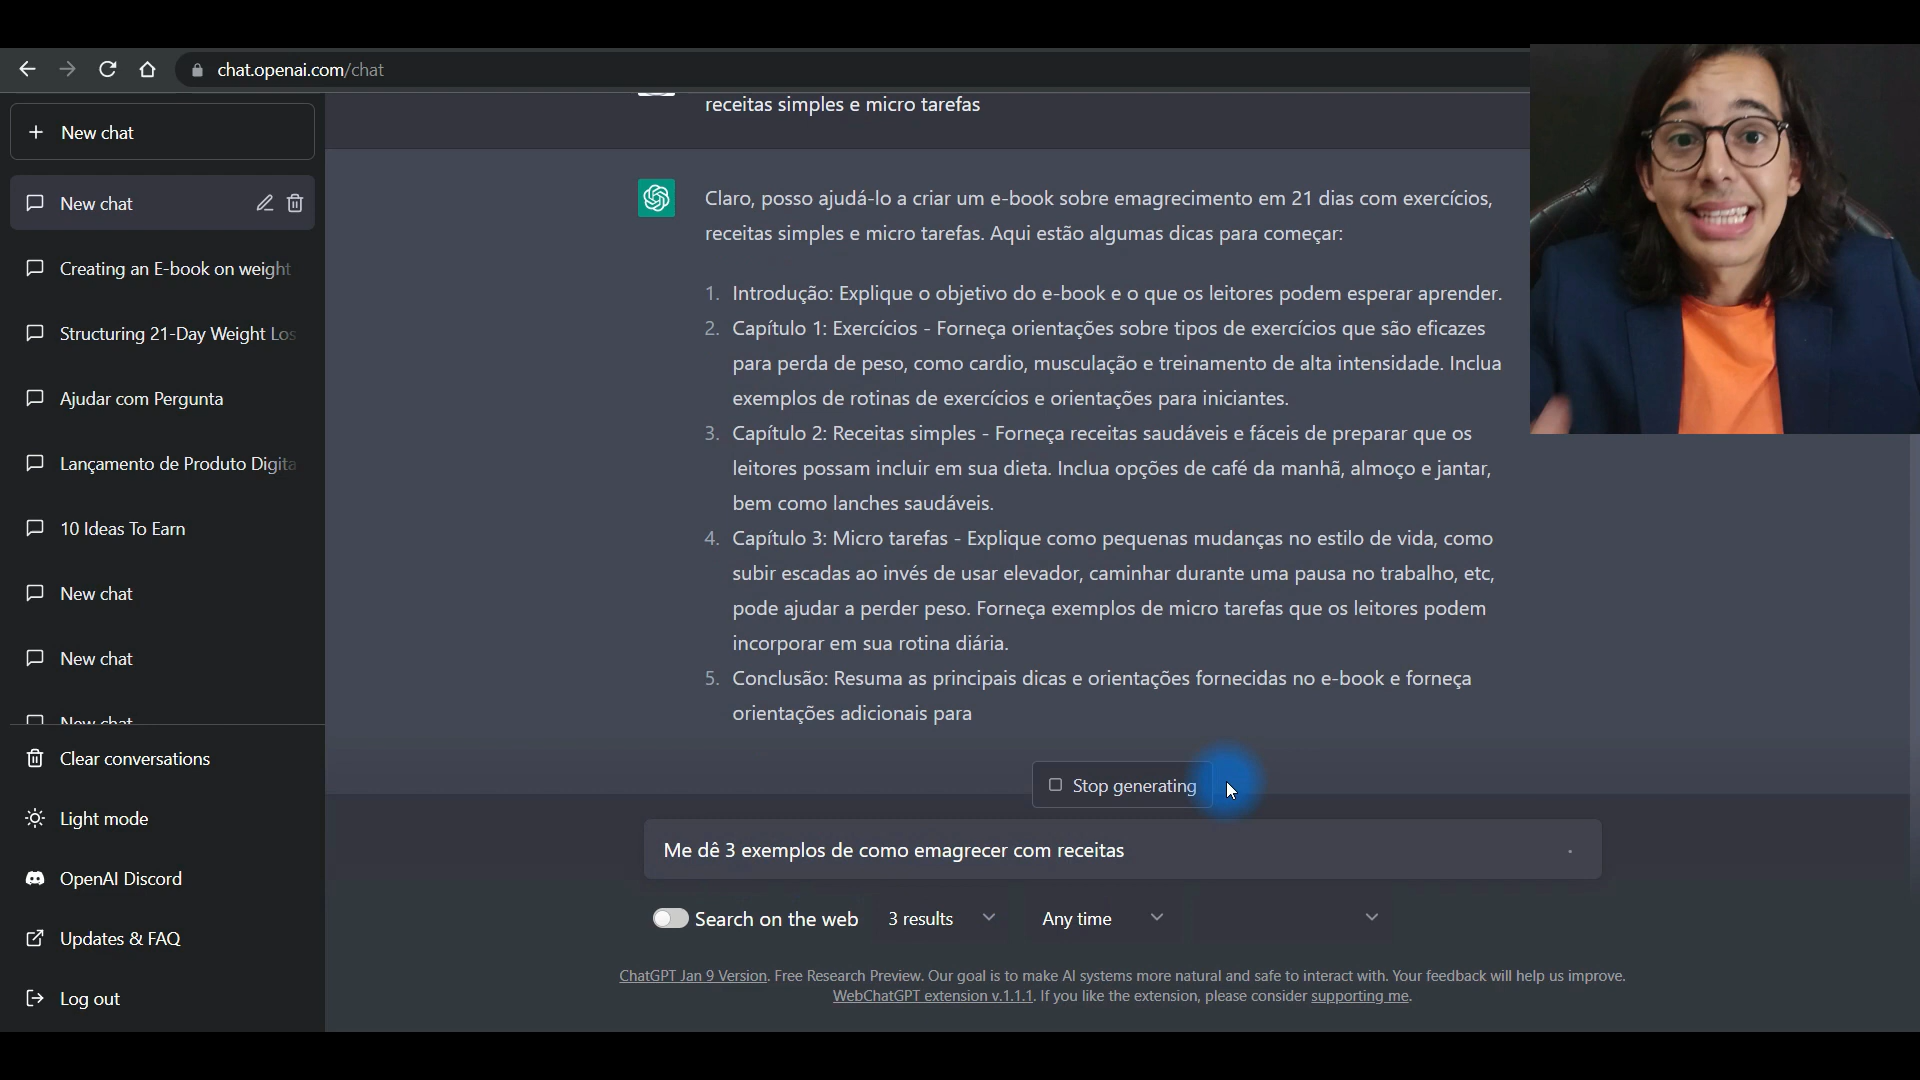 chat.openai.com/chat
New chat
New chat
Creating an E-book on weight
Structuring 21-Day Weight Los
Ajudar com Pergunta
Lançamento de Produto Digita
10 Ideas To Earn
New chat
New chat
New chat
Clear conversations
Light mode
OpenAI Discord
Updates & FAQ
Log out
receitas simples e micro tarefas
Claro, posso ajudá-lo a criar um e-book sobre emagrecimento em 21 dias com exercícios,
receitas simples e micro tarefas. Aqui estão algumas dicas para começar:
1. Introdução: Explique o objetivo do e-book e o que os leitores podem esperar aprender.
2. Capítulo 1: Exercícios - Forneça orientações sobre tipos de exercícios que são eficazes
para perda de peso, como cardio, musculação e treinamento de alta intensidade. Inclua
exemplos de rotinas de exercícios e orientações para iniciantes.
3. Capítulo 2: Receitas simples - Forneça receitas saudáveis e fáceis de preparar que os
leitores possam incluir em sua dieta. Inclua opções de café da manhã, almoço e jantar,
bem como lanches saudáveis.
4. Capítulo 3: Micro tarefas - Explique como pequenas mudanças no estilo de vida, como
subir escadas ao invés de usar elevador, caminhar durante uma pausa no trabalho, etc,
pode ajudar a perder peso. Forneça exemplos de micro tarefas que os leitores podem
incorporar em sua rotina diária.
5. Conclusão: Resuma as principais dicas e orientações fornecidas no e-book e forneça
orientações adicionais para
Stop generating
Me dê 3 exemplos de como emagrecer com receitas
Search on the web 3 results Any time
ChatGPT Jan 9 Version. Free Research Preview. Our goal is to make AI systems more natural and safe to interact with. Your feedback will help us improve.
WebChatGPT extension v.1.1.1. If you like the extension, please consider supporting me.